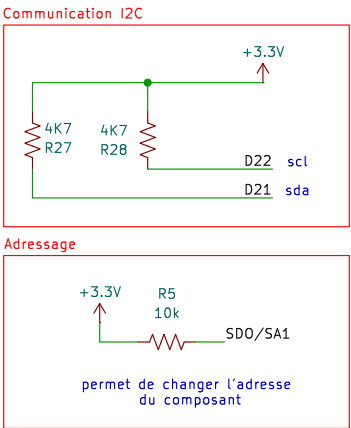 Communication I2C
+3.3V
4K7
R27
4K7
R28
D22 scl
D21 sda
Adressage
+3.3V
R5
10k
SDO/SA1
permet de changer l'adresse
du composant